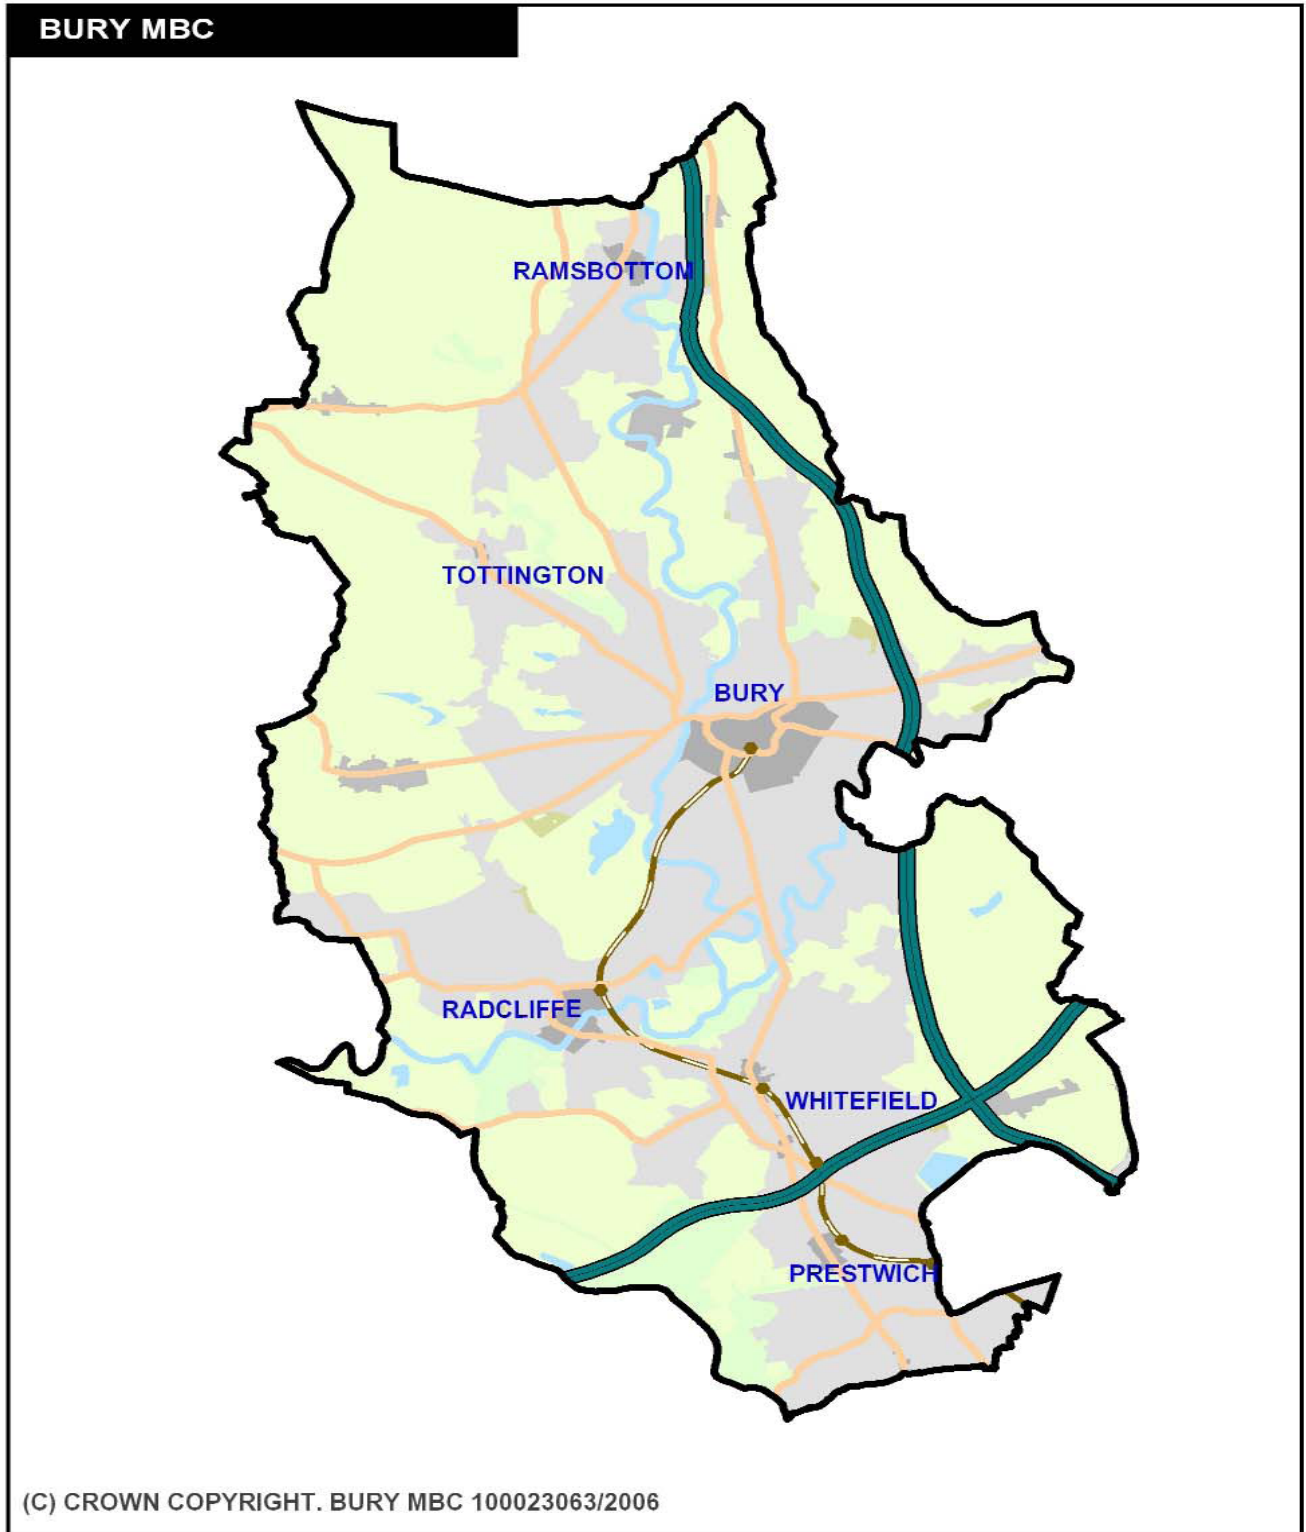 BURY MBC
RAMSBOTTOM
TOTTINGTON
BURY
RADCLIFFE
WHITEFIELD
PRESTWICH
(C) CROWN COPYRIGHT. BURY MBC 100023063/2006